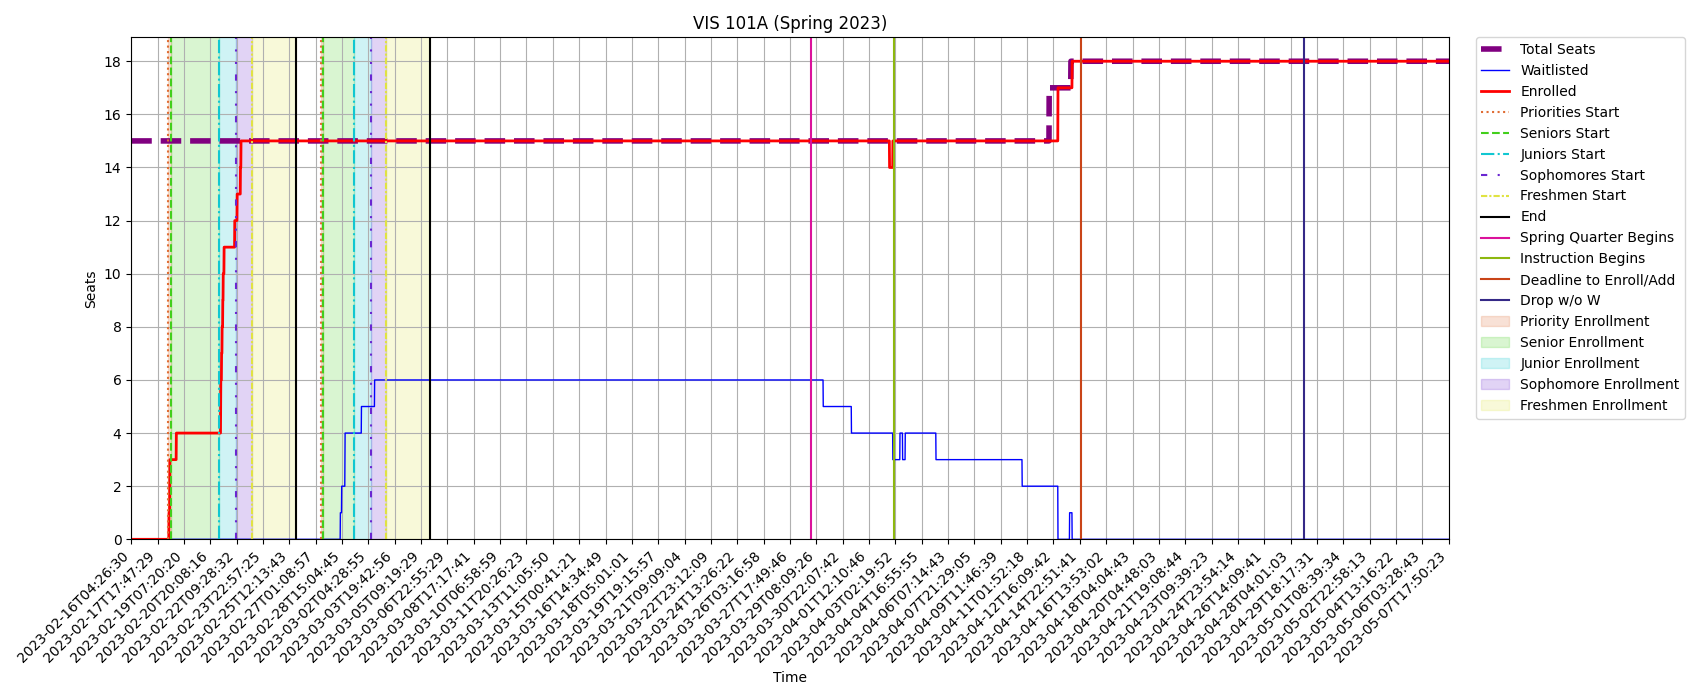 VIS 101A (Spring 2023)
Seats
18
16
14
12
10
8
6
4
2
0
2023-02-16T04:26:30
2023-02-17T17:47:29
2023-02-19T07:20:20
2023-02-20T20:08:16
2023-02-22T09:28:32
2023-02-23T22:57:25
2023-02-25T12:13:43
2023-02-27T01:08:57
2023-02-28T15:04:45
2023-03-02T04:28:55
2023-03-03T19:42:56
2023-03-05T09:19:29
2023-03-06T22:55:29
2023-03-08T17:17:41
2023-03-10T06:58:59
2023-03-11T20:26:23
2023-03-13T11:05:50
2023-03-15T00:41:21
2023-03-16T14:34:49
2023-03-18T05:01:01
2023-03-19T19:15:57
2023-03-21T09:09:04
2023-03-22T23:12:09
2023-03-24T13:26:22
2023-03-26T03:16:58
2023-03-27T17:49:46
2023-03-29T08:09:26
2023-03-30T22:07:42
2023-04-01T12:10:46
2023-04-03T02:19:52
2023-04-04T16:55:55
2023-04-06T07:14:43
2023-04-07T21:29:05
2023-04-09T11:46:39
2023-04-11T01:52:18
2023-04-12T16:09:42
2023-04-14T22:51:41
2023-04-16T13:53:02
2023-04-18T04:04:43
2023-04-20T04:48:03
2023-04-21T19:08:44
2023-04-23T09:39:23
2023-04-24T23:54:14
2023-04-26T14:09:41
2023-04-28T04:01:03
2023-04-29T18:17:31
2023-05-01T08:39:34
2023-05-02T22:58:13
2023-05-04T13:16:22
2023-05-06T03:28:43
2023-05-07T17:50:23
Time
Total Seats
Waitlisted
Enrolled
Priorities Start
Seniors Start
Juniors Start
Sophomores Start
Freshmen Start
End
Spring Quarter Begins
Instruction Begins
Deadline to Enroll/Add
Drop w/o W
Priority Enrollment
Senior Enrollment
Junior Enrollment
Sophomore Enrollment
Freshmen Enrollment